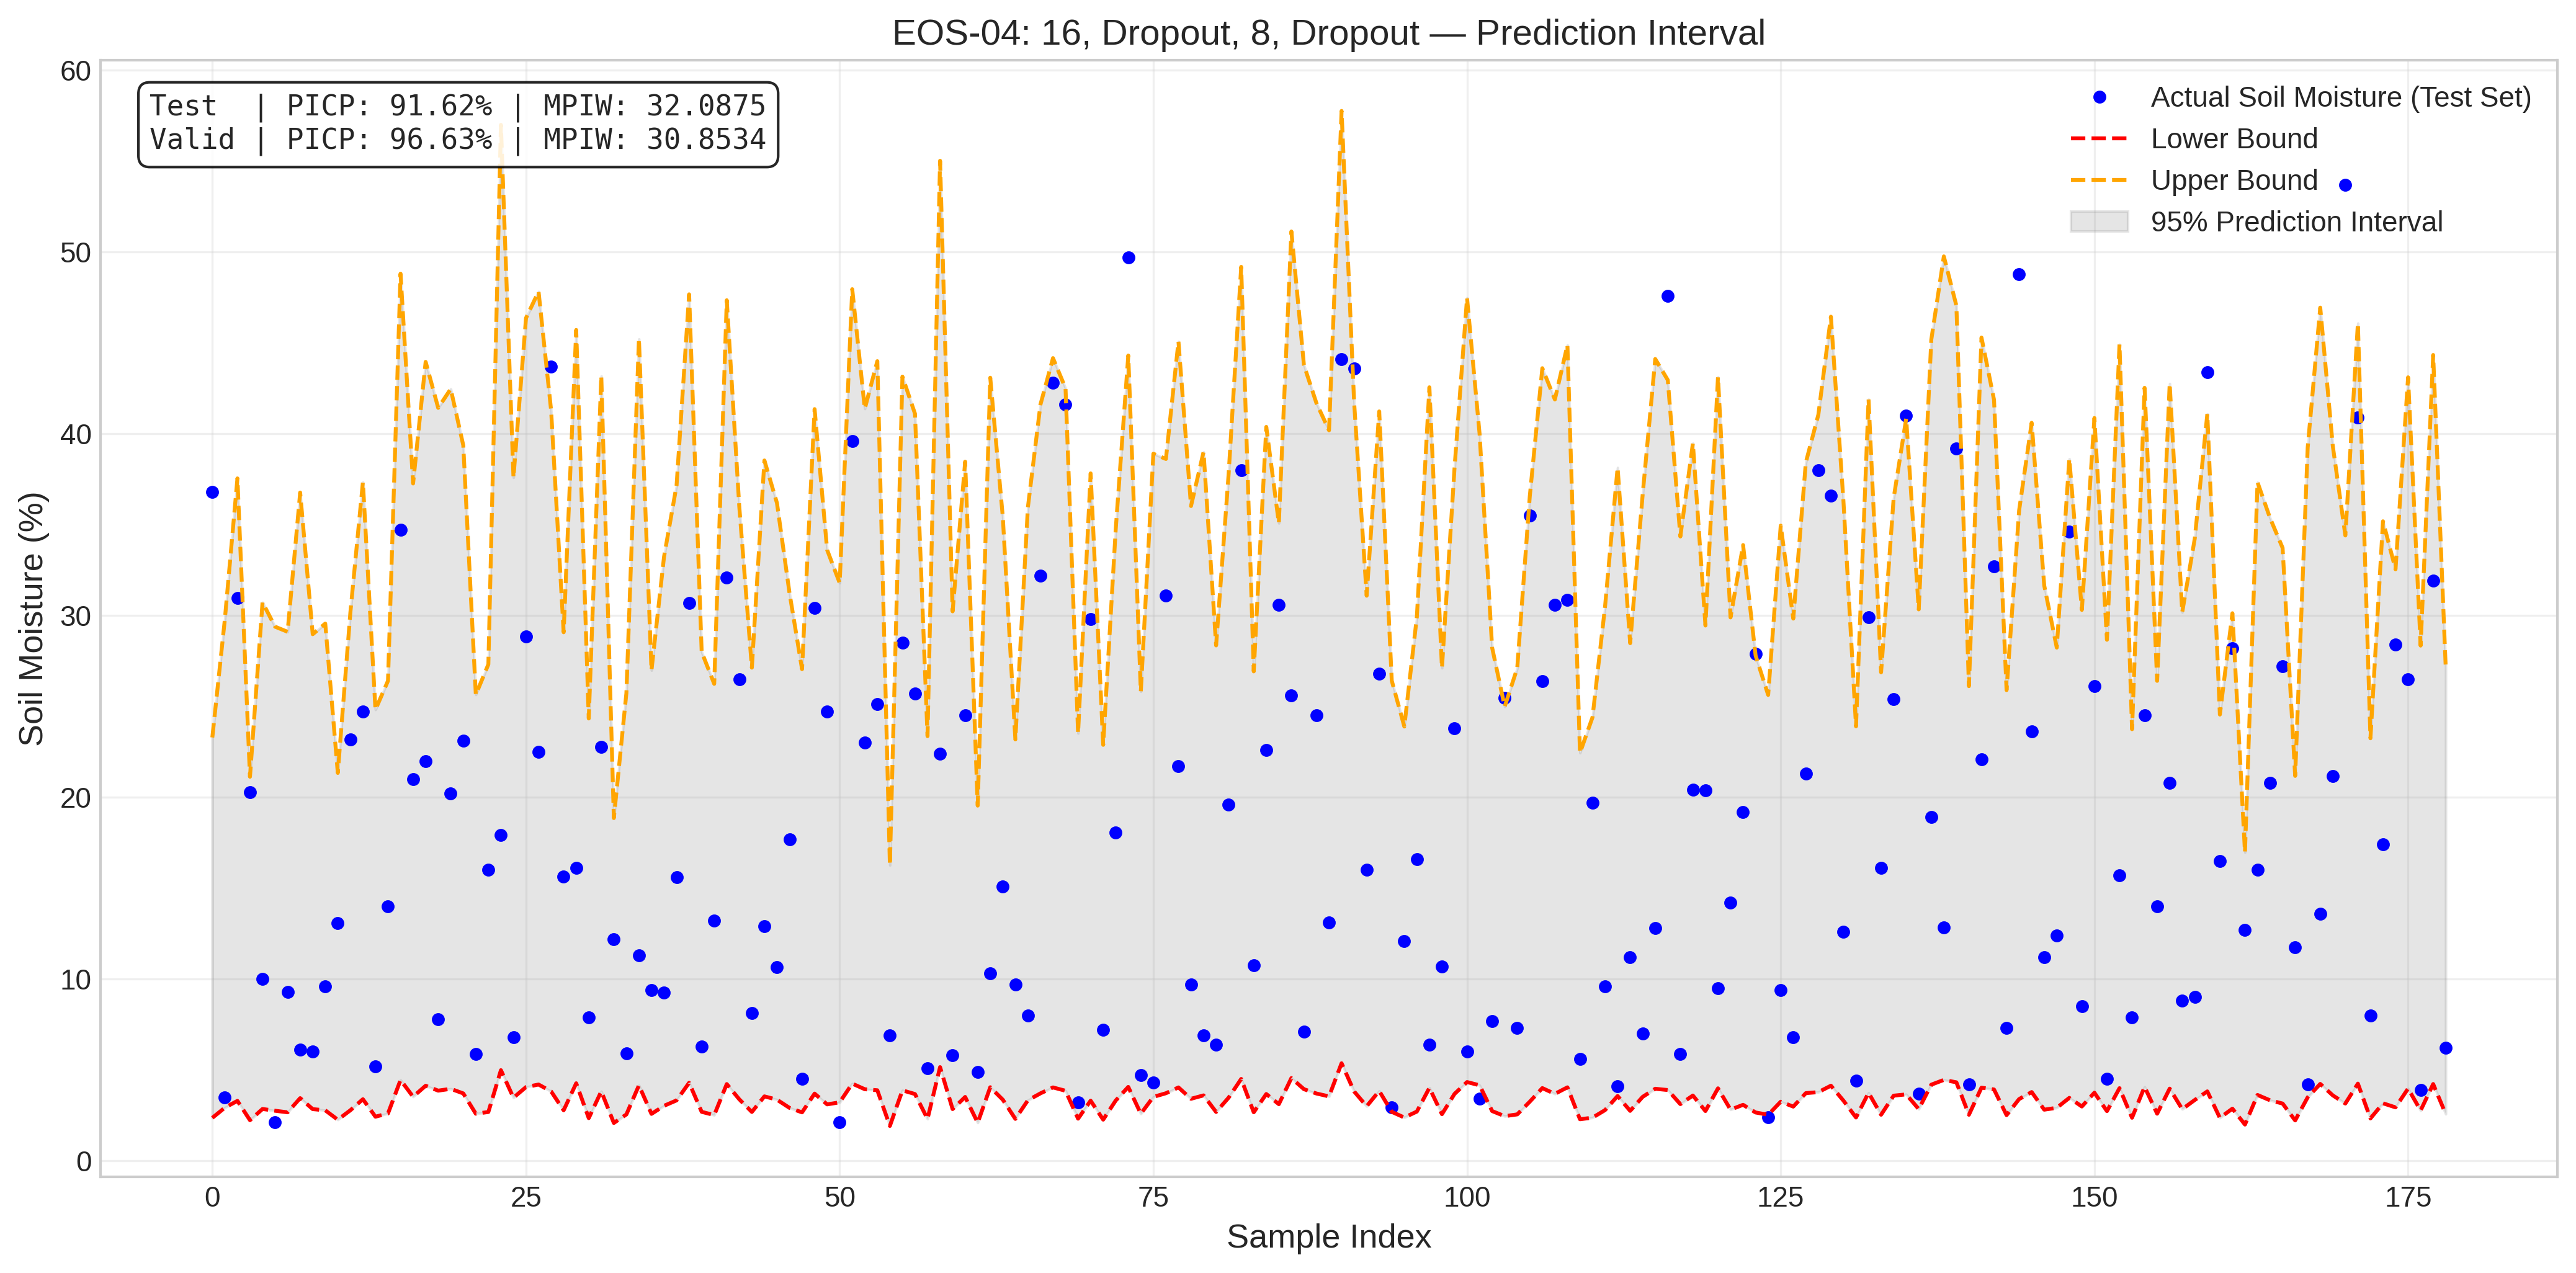 EOS-04: 16, Dropout, 8, Dropout — Prediction Interval
Test  | PICP: 91.62% | MPIW: 32.0875
Valid | PICP: 96.63% | MPIW: 30.8534
Actual Soil Moisture (Test Set)
Lower Bound
Upper Bound
95% Prediction Interval
Soil Moisture (%)
60
50
40
30
20
10
0
0 25 50 75 100 125 150 175
Sample Index